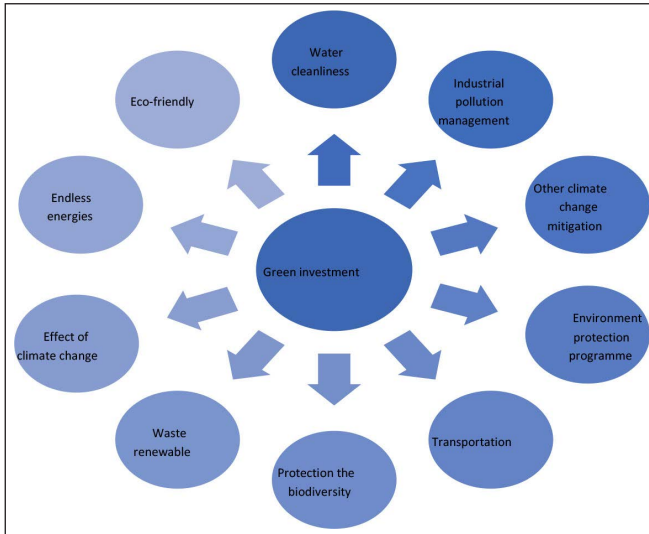 Water
cleanliness
Industrial
pollution
management
Other climate
change
mitigation
Environment
protection
programme
Transportation
Protection the
biodiversity
Waste
renewable
Effect of
climate change
Endless
energies
Eco-friendly
Green investment